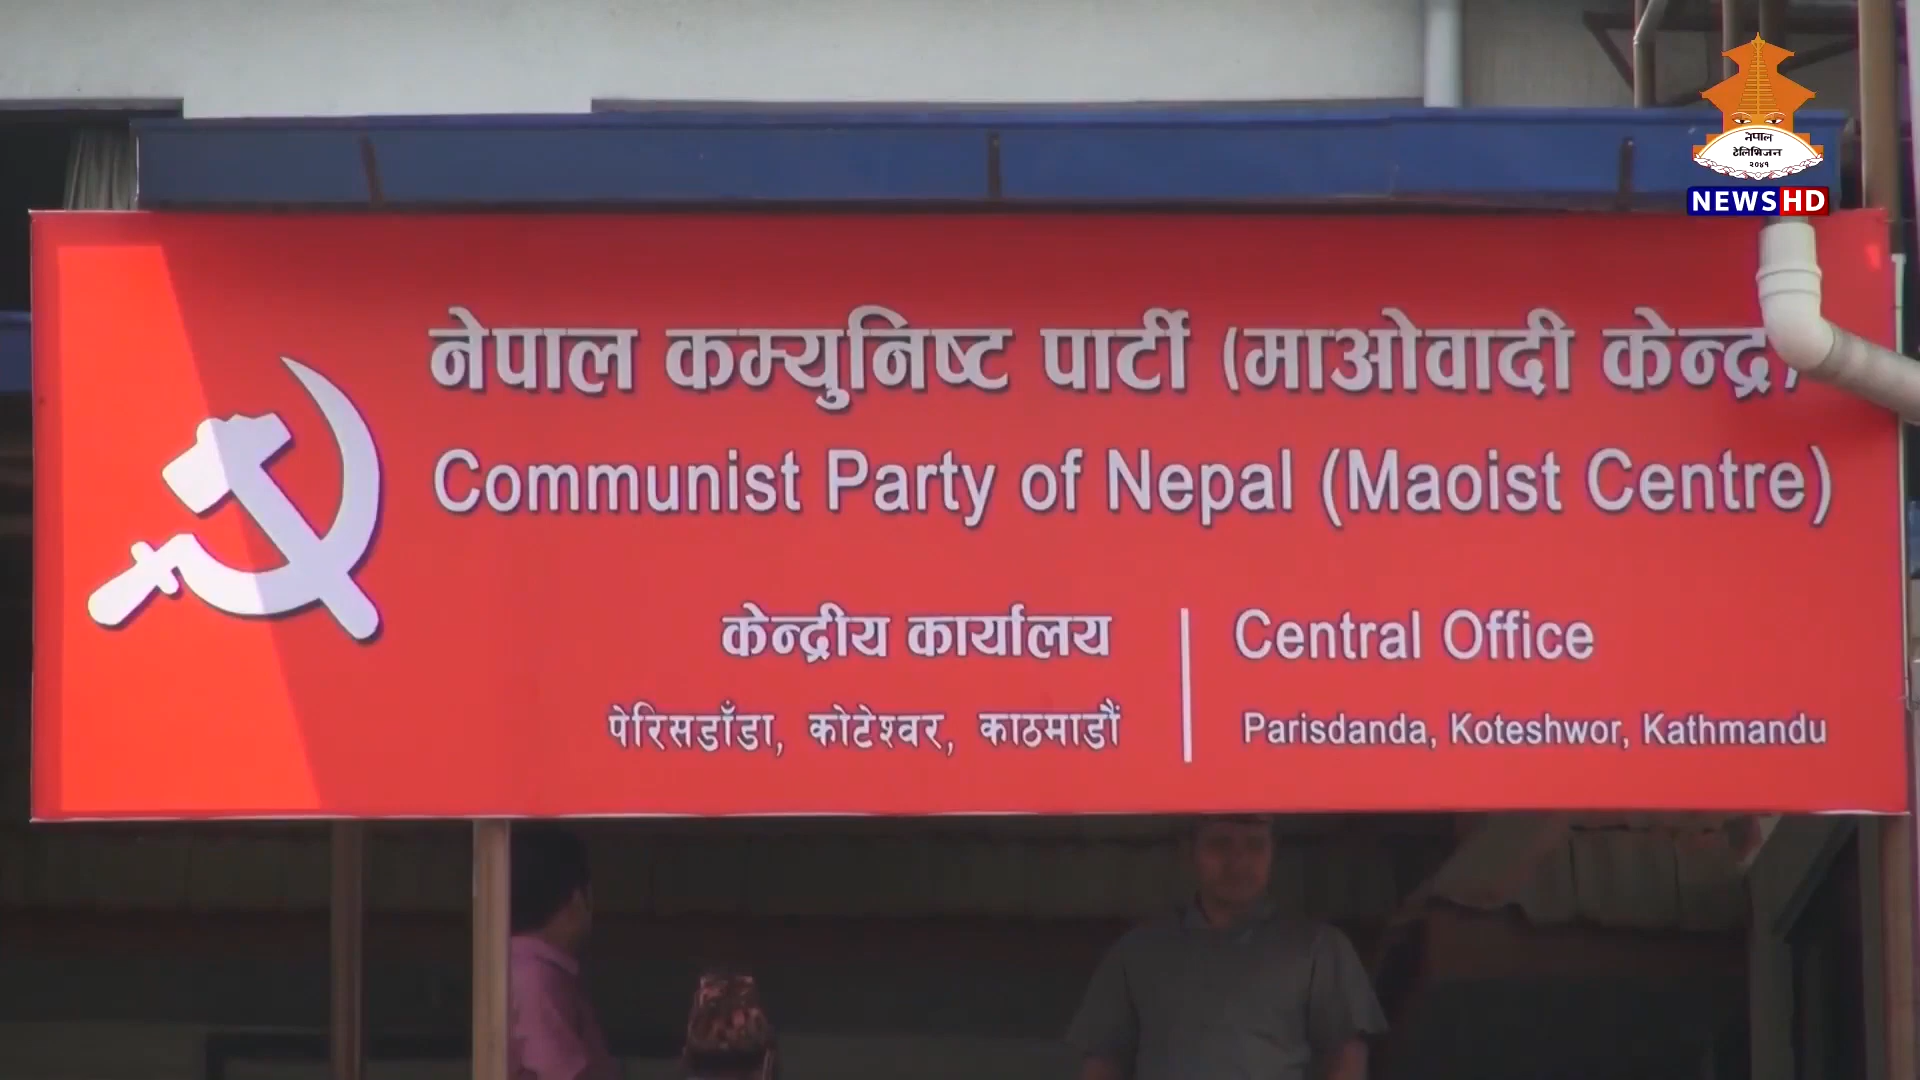 नेपाल
टेलिभिजन
२०४१
NEWS HD
नेपाल कम्युनिष्ट पार्टी (माओवादी केन्द्र)
Communist Party of Nepal (Maoist Centre)
केन्द्रीय कार्यालय
पेरिसडाँडा, कोटेश्वर, काठमाडौं
Central Office
Parisdanda, Koteshwor, Kathmandu